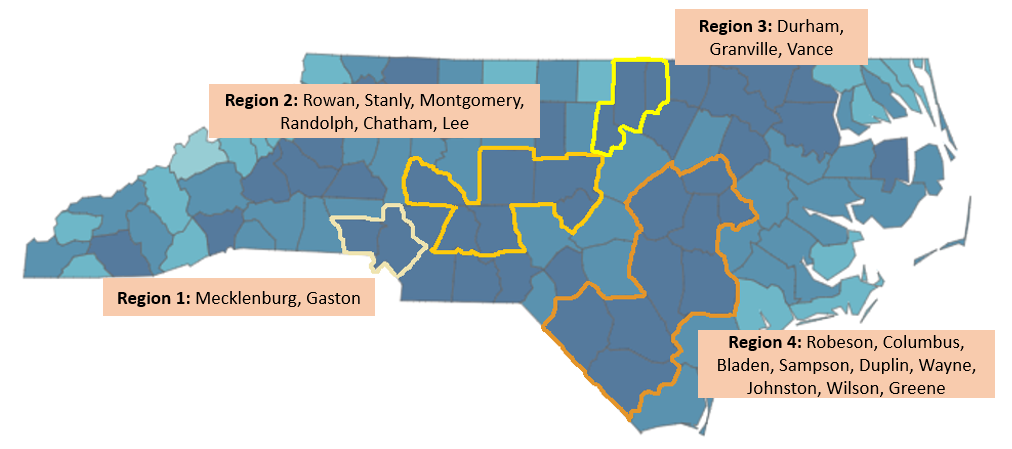 Region 3: Durham,
Granville, Vance
Region 2: Rowan, Stanly, Montgomery,
Randolph, Chatham, Lee
Region 1: Mecklenburg, Gaston
Region 4: Robeson, Columbus,
Bladen, Sampson, Duplin, Wayne,
Johnston, Wilson, Greene